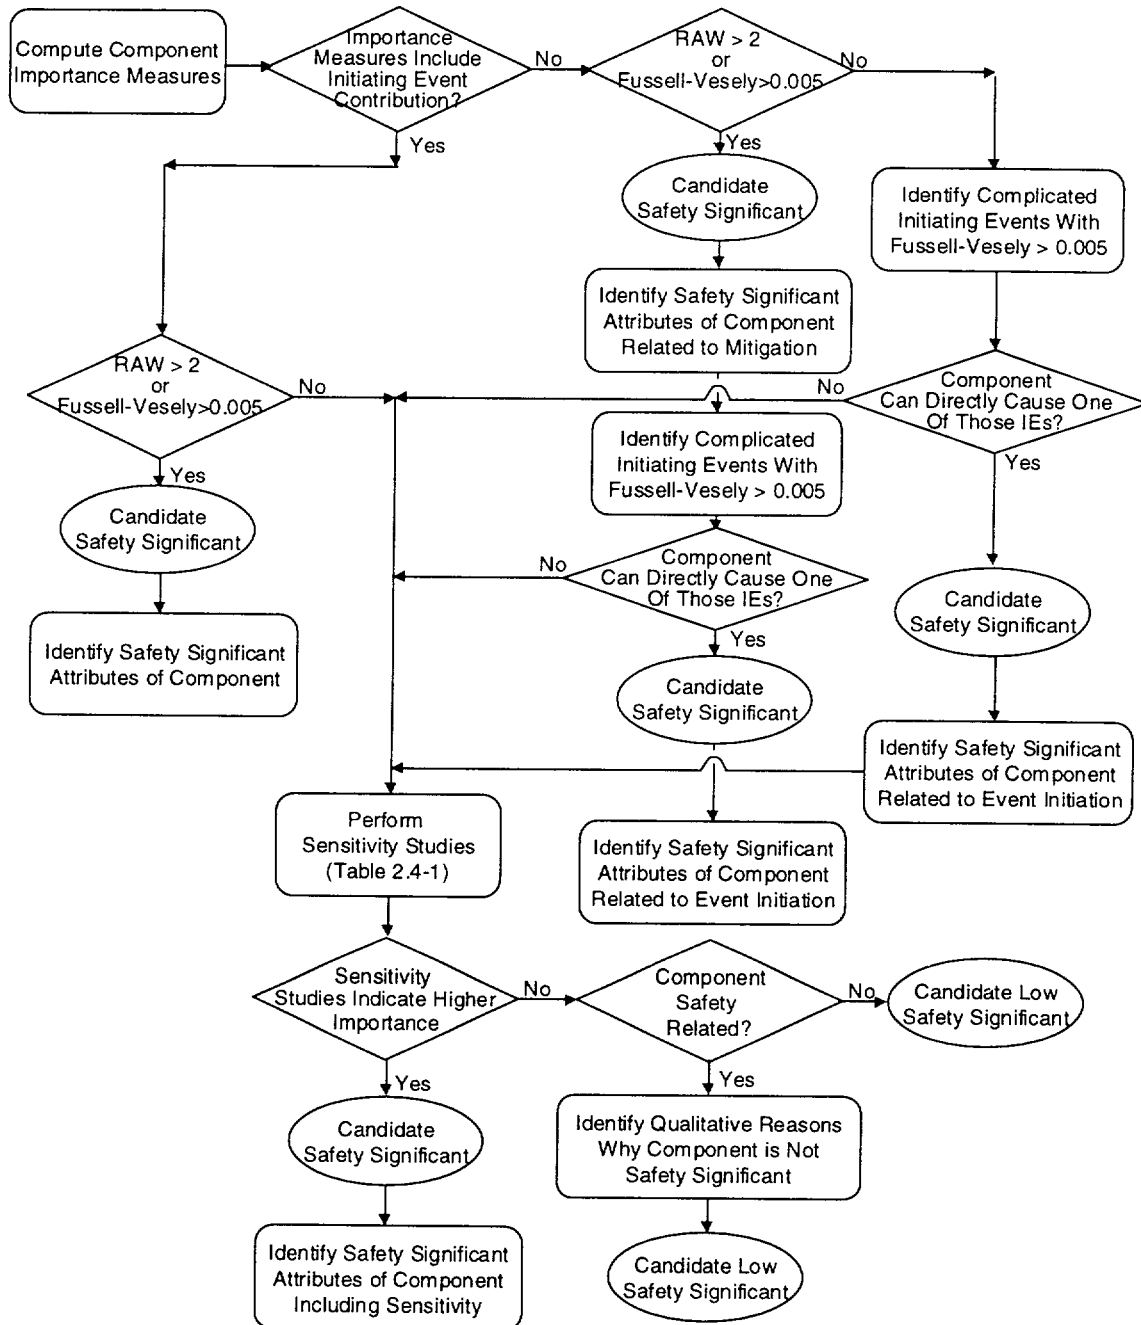 Compute Component
Importance Measures
Importance
Measures Include
Initiating Event
Contribution?
No
RAW > 2
or
Fussell-Vesely>0.005
No
Yes
Yes
Candidate
Safety Significant
Identify Complicated
Initiating Events With
Fussell-Vesely > 0.005
Identify Safety Significant
Attributes of Component
Related to Mitigation
RAW > 2
or
Fussell-Vesely>0.005
No
No
Component
Can Directly Cause One
Of Those IEs?
Yes
Identify Complicated
Initiating Events With
Fussell-Vesely > 0.005
Yes
Candidate
Safety Significant
No
Component
Can Directly Cause One
Of Those IEs?
Yes
Candidate
Safety Significant
Identify Safety Significant
Attributes of Component
Candidate
Safety Significant
Identify Safety Significant
Attributes of Component
Related to Event Initiation
Perform
Sensitivity Studies
(Table 2.4-1)
Identify Safety Significant
Attributes of Component
Related to Event Initiation
Sensitivity
Studies Indicate Higher
Importance
No
Component
Safety
Related?
No
Candidate Low
Safety Significant
Yes
Yes
Candidate
Safety Significant
Identify Qualitative Reasons
Why Component is Not
Safety Significant
Identify Safety Significant
Attributes of Component
Including Sensitivity
Candidate Low
Safety Significant